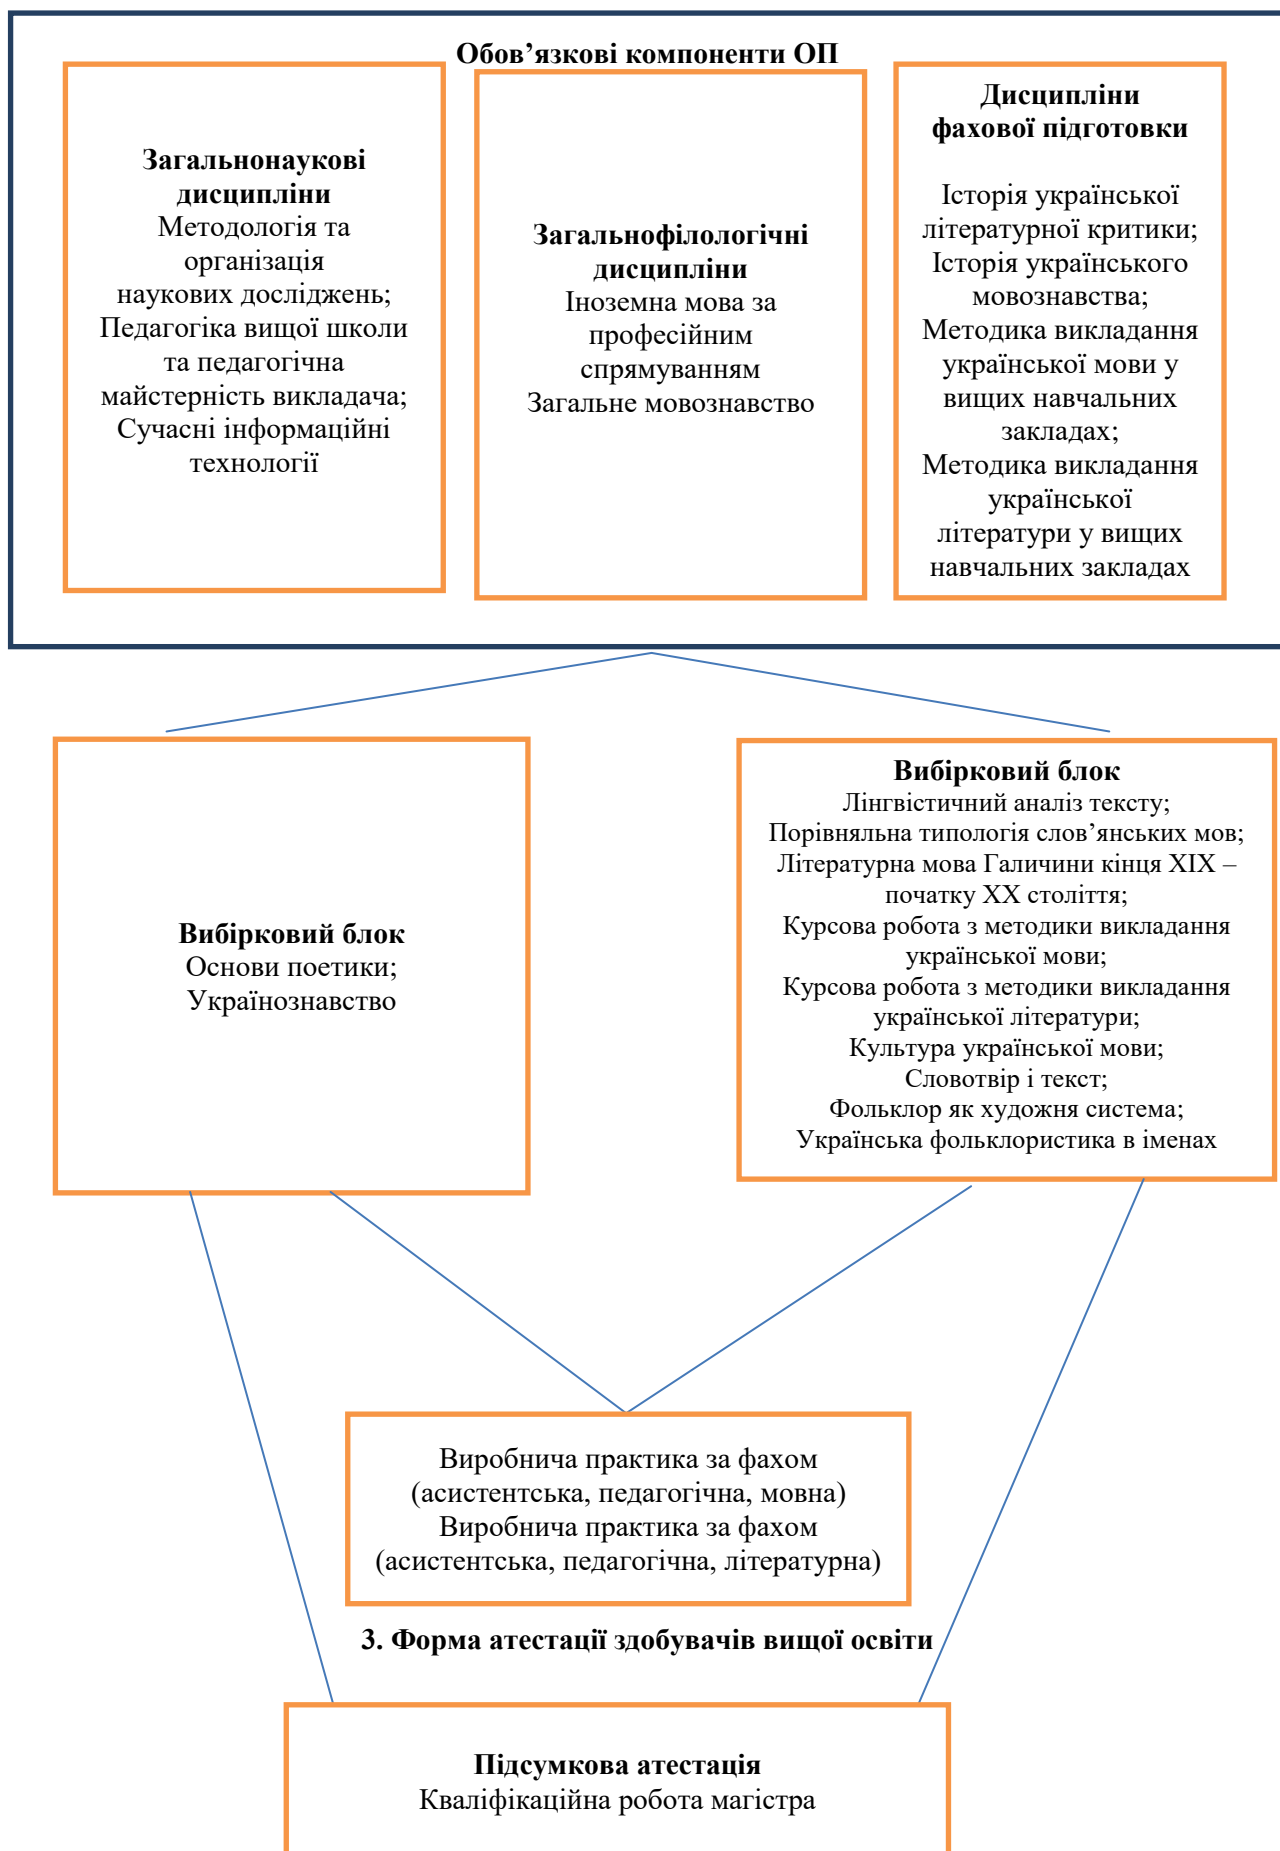 Обов’язкові компоненти ОП
Загальнонаукові
дисципліни
Методологія та
організація
наукових досліджень;
Педагогіка вищої школи
та педагогічна
майстерність викладача;
Сучасні інформаційні
технології
Загальнофілологічні
дисципліни
Іноземна мова за
професійним
спрямуванням
Загальне мовознавство
Дисципліни
фахової підготовки
Історія української
літературної критики;
Історія українського
мовознавства;
Методика викладання
української мови у
вищих навчальних
закладах;
Методика викладання
української
літератури у вищих
навчальних закладах
Вибірковий блок
Основи поетики;
Українознавство
Вибірковий блок
Лінгвістичний аналіз тексту;
Порівняльна типологія слов’янських мов;
Літературна мова Галичини кінця ХІХ –
початку ХХ століття;
Курсова робота з методики викладання
української мови;
Курсова робота з методики викладання
української літератури;
Культура української мови;
Словотвір і текст;
Фольклор як художня система;
Українська фольклористика в іменах
Виробнича практика за фахом
(асистентська, педагогічна, мовна)
Виробнича практика за фахом
(асистентська, педагогічна, літературна)
3. Форма атестації здобувачів вищої освіти
Підсумкова атестація
Кваліфікаційна робота магістра